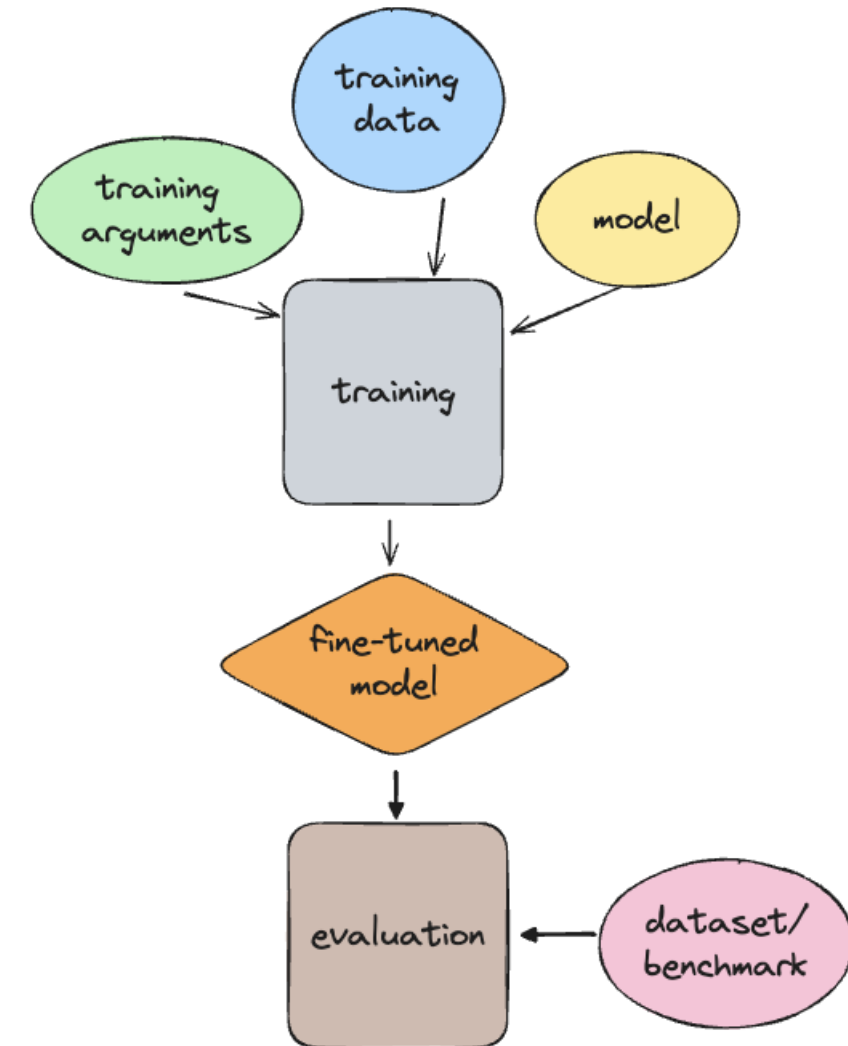 training
data
training
arguments
model
training
fine-tuned
model
evaluation
dataset/
benchmark